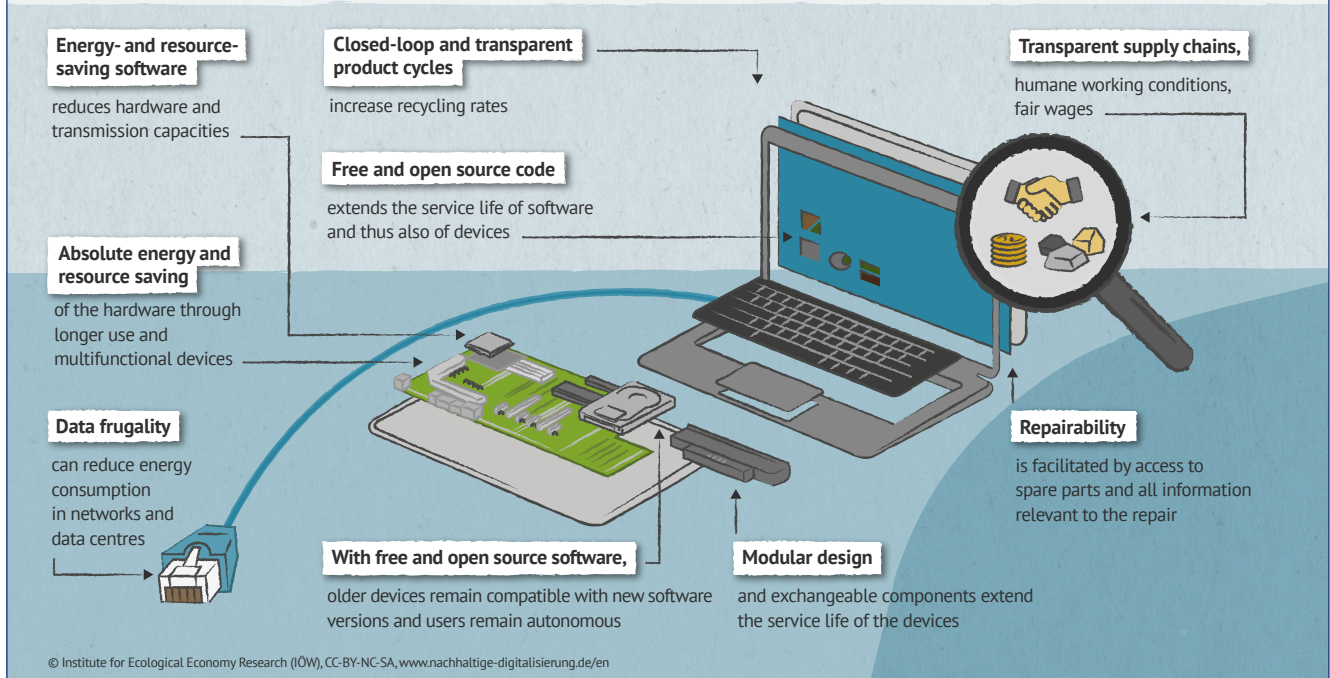 Energy- and resource-
saving software
reduces hardware and
transmission capacities
Closed-loop and transparent
product cycles
increase recycling rates
Transparent supply chains,
humane working conditions,
fair wages
Free and open source code
extends the service life of software
and thus also of devices
Absolute energy and
resource saving
of the hardware through
longer use and
multifunctional devices
Data frugality
can reduce energy
consumption
in networks and
data centres
Repairability
is facilitated by access to
spare parts and all information
relevant to the repair
With free and open source software,
older devices remain compatible with new software
versions and users remain autonomous
Modular design
and exchangeable components extend
the service life of the devices
© Institute for Ecological Economy Research (IÖW), CC-BY-NC-SA, www.nachhaltige-digitalisierung.de/en